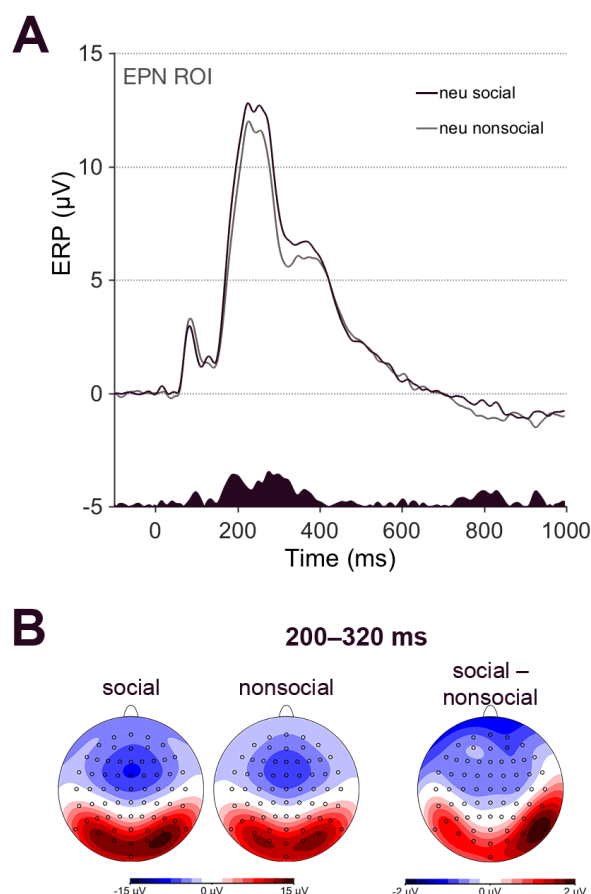 A
15
EPN ROI
neu social
neu nonsocial
10
ERP (µV)
5
0
-5
0 200 400 600 800 1000
Time (ms)
B
200–320 ms
social
nonsocial
social –
nonsocial
-15 µV 0 µV 15 µV
-2 µV 0 µV 2 µV